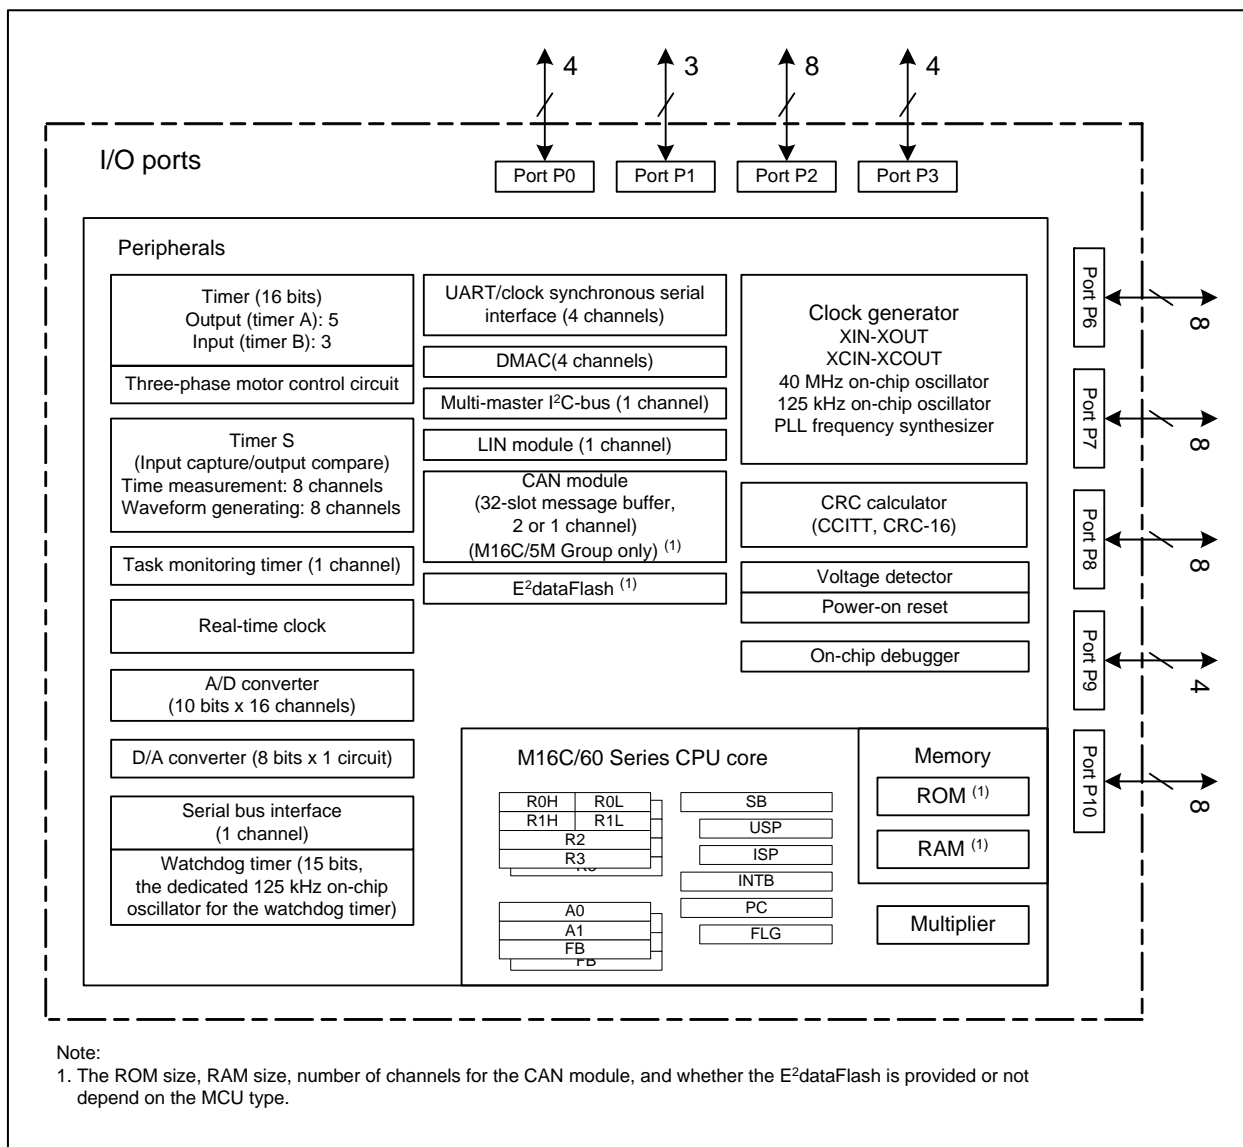 4
3
8
4
I/O ports
Port P0
Port P1
Port P2
Port P3
Peripherals
Timer (16 bits)
Output (timer A): 5
Input (timer B): 3
Three-phase motor control circuit
Timer S
(Input capture/output compare)
Time measurement: 8 channels
Waveform generating: 8 channels
Task monitoring timer (1 channel)
Real-time clock
A/D converter
(10 bits x 16 channels)
D/A converter (8 bits x 1 circuit)
Serial bus interface
(1 channel)
Watchdog timer (15 bits,
the dedicated 125 kHz on-chip
oscillator for the watchdog timer)
UART/clock synchronous serial
interface (4 channels)
DMAC(4 channels)
Multi-master I²C-bus (1 channel)
LIN module (1 channel)
CAN module
(32-slot message buffer,
2 or 1 channel)
(M16C/5M Group only) (1)
E²dataFlash (1)
Clock generator
XIN-XOUT
XCIN-XCOUT
40 MHz on-chip oscillator
125 kHz on-chip oscillator
PLL frequency synthesizer
CRC calculator
(CCITT, CRC-16)
Voltage detector
Power-on reset
On-chip debugger
M16C/60 Series CPU core
R0H
R0L
R1H
R1L
R2
R3
R3
A0
A1
FB
FB
SB
USP
ISP
INTB
PC
FLG
Memory
ROM (1)
RAM (1)
Multiplier
Port P6
8
Port P7
8
Port P8
8
Port P9
4
Port P10
8
Note:
1. The ROM size, RAM size, number of channels for the CAN module, and whether the E²dataFlash is provided or not
depend on the MCU type.